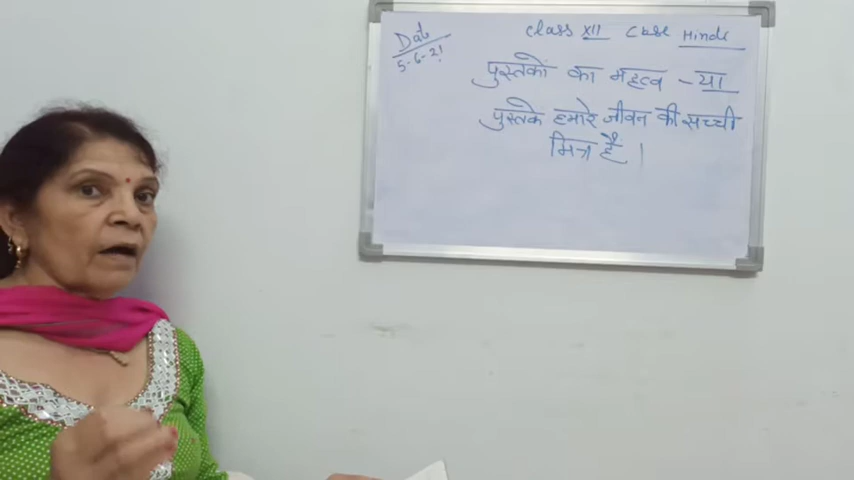 Date
5-6-21
Class XII CBSE Hindi
पुस्तकों का महत्व - या
पुस्तकें हमारे जीवन की सच्ची
मित्र हैं ।